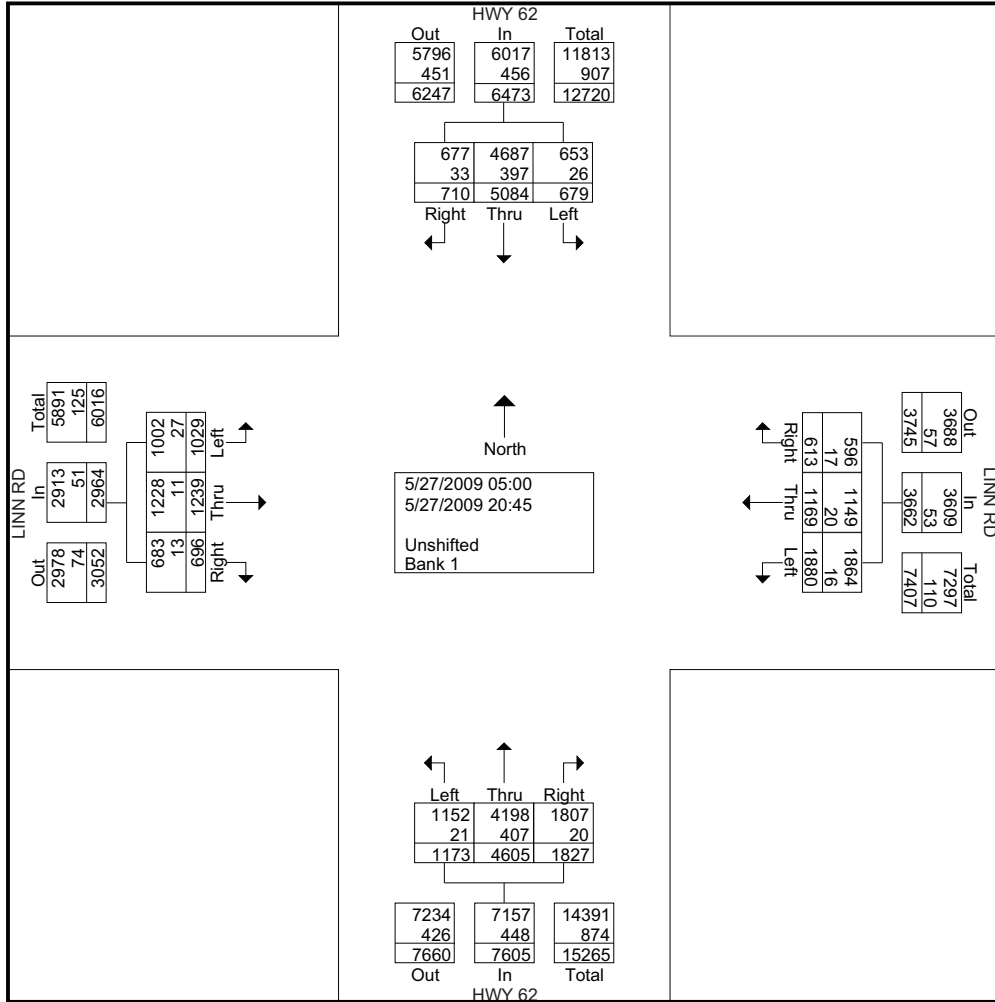 HWY 62
Out In Total
5796 6017 11813
451 456 907
6247 6473 12720
677 4687 653
33 397 26
710 5084 679
Right Thru Left
LINN RD
Total In Out
5891 2913 2978
125 51 74
6016 2964 3052
1002 1228 683
27 11 13
1029 1239 696
Left Thru Right
North
5/27/2009 05:00
5/27/2009 20:45
Unshifted
Bank 1
Right Thru Left
613 1169 1880
17 20 16
596 1149 1864
Out In Total
3688 3609 7297
57 53 110
3745 3662 7407
LINN RD
Left Thru Right
1152 4198 1807
21 407 20
1173 4605 1827
7234 7157 14391
426 448 874
7660 7605 15265
Out In Total
HWY 62